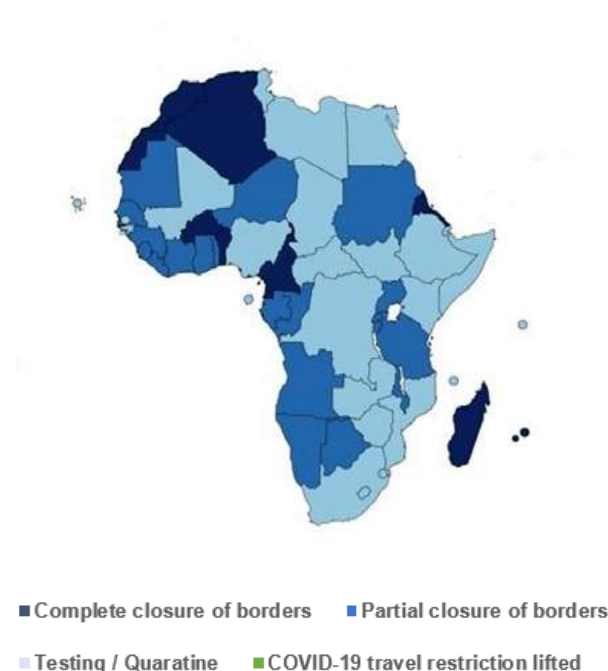 Complete closure of borders Partial closure of borders
Testing / Quaratine COVID-19 travel restriction lifted